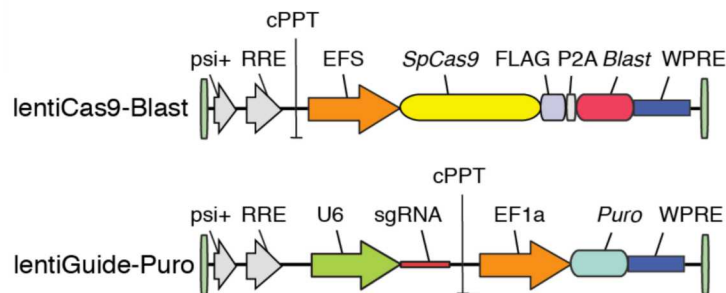 cPPT
psi+ RRE EFS SpCas9 FLAG P2A Blast WPRE
lentiCas9-Blast
cPPT
psi+ RRE U6 sgRNA EF1a Puro WPRE
lentiGuide-Puro